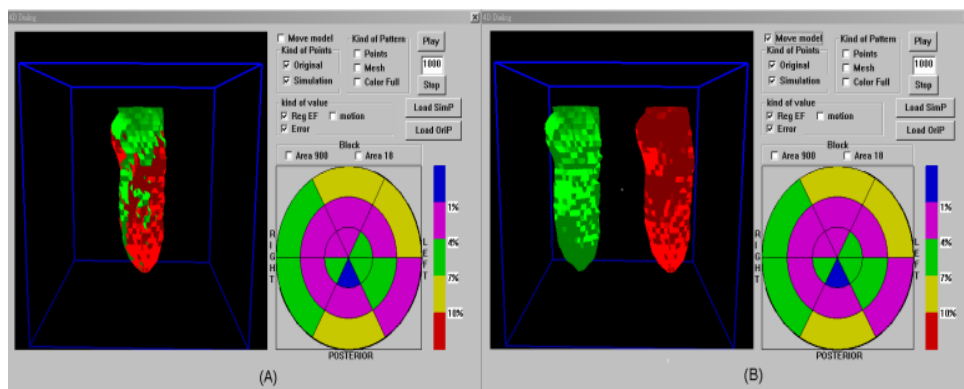 4D Dialog
Move model
Kind of Pattern
Play
Kind of Points
Points
Original
Mesh
1000
Simulation
Color Full
Stop
kind of value
Load SimP
Reg EF
motion
Error
Load OriP
Block
Area 900
Area 18
1%
RIGHT
LEFT
4%
7%
10%
POSTERIOR
(A)
4D Dialog
Move model
Kind of Pattern
Play
Kind of Points
Points
Original
Mesh
1000
Simulation
Color Full
Stop
kind of value
Load SimP
Reg EF
motion
Error
Load OriP
Block
Area 900
Area 18
1%
RIGHT
LEFT
4%
7%
10%
POSTERIOR
(B)